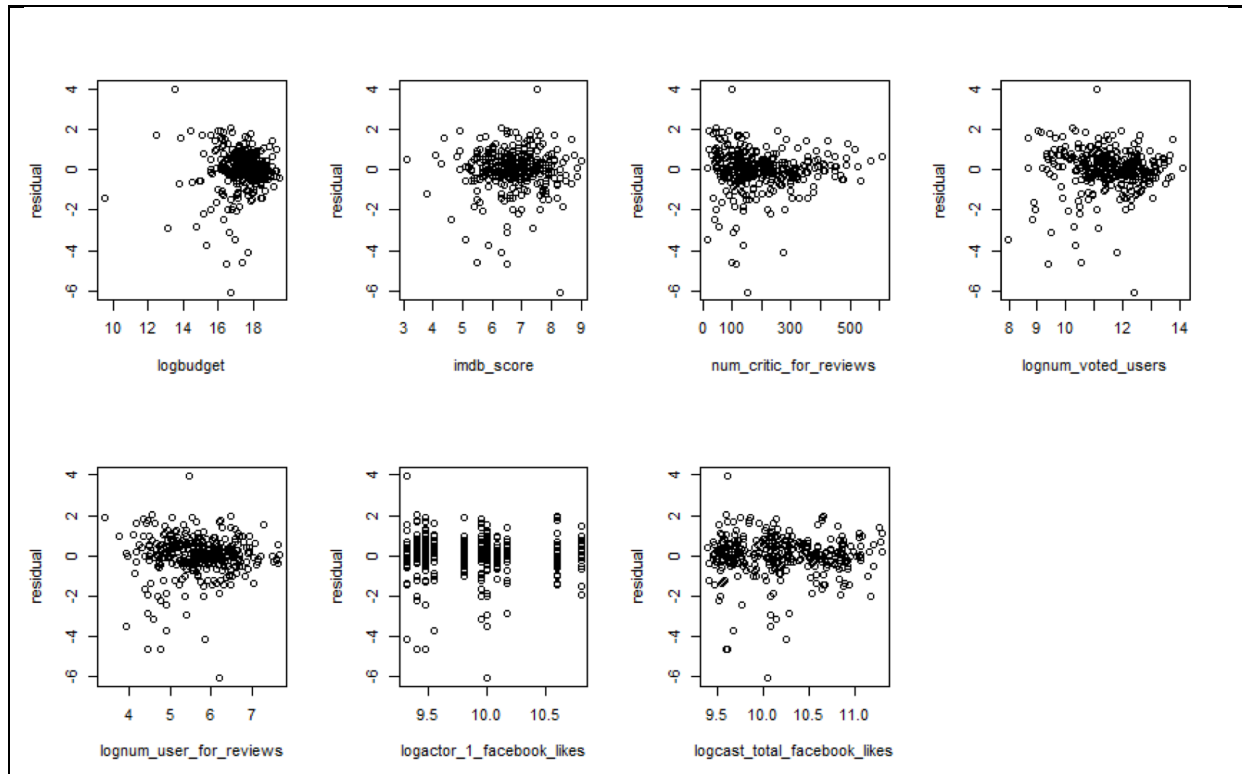 4
2
0
-2
-4
-6
residual
10 12 14 16 18
logbudget
4
2
0
-2
-4
-6
residual
3 4 5 6 7 8 9
imdb_score
4
2
0
-2
-4
-6
residual
0 100 300 500
num_critic_for_reviews
4
2
0
-2
-4
-6
residual
8 9 10 12 14
lognum_voted_users
4
2
0
-2
-4
-6
residual
4 5 6 7
lognum_user_for_reviews
4
2
0
-2
-4
-6
residual
9.5 10.0 10.5
logactor_1_facebook_likes
4
2
0
-2
-4
-6
residual
9.5 10.0 10.5 11.0
logcast_total_facebook_likes